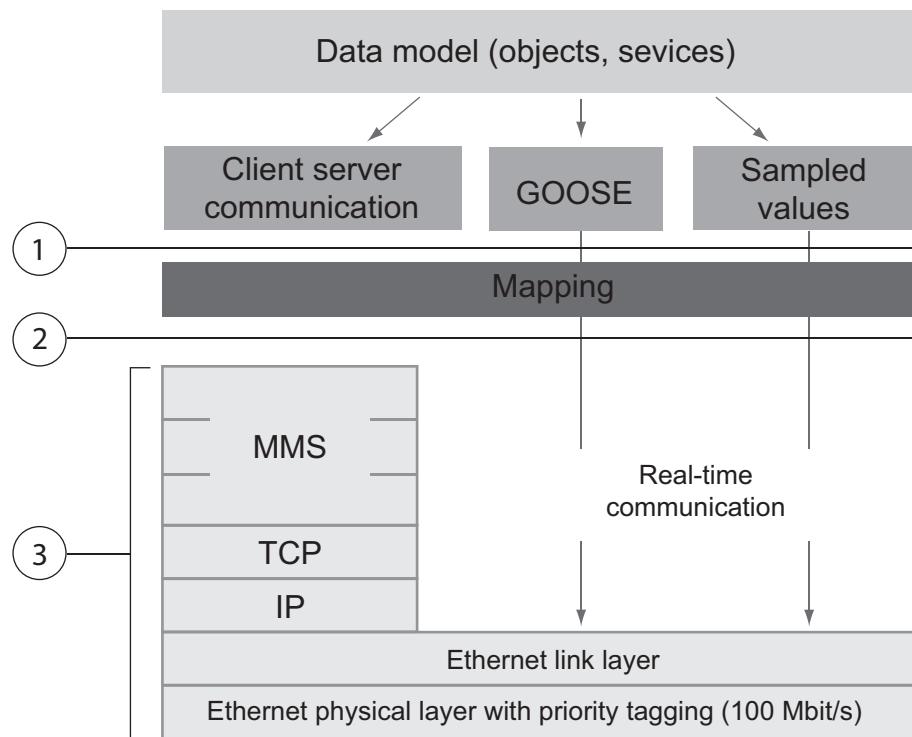 Data model (objects, sevices)
Client server
communication
GOOSE
Sampled
values
1
Mapping
2
MMS
Real-time
communication
3
TCP
IP
Ethernet link layer
Ethernet physical layer with priority tagging (100 Mbit/s)